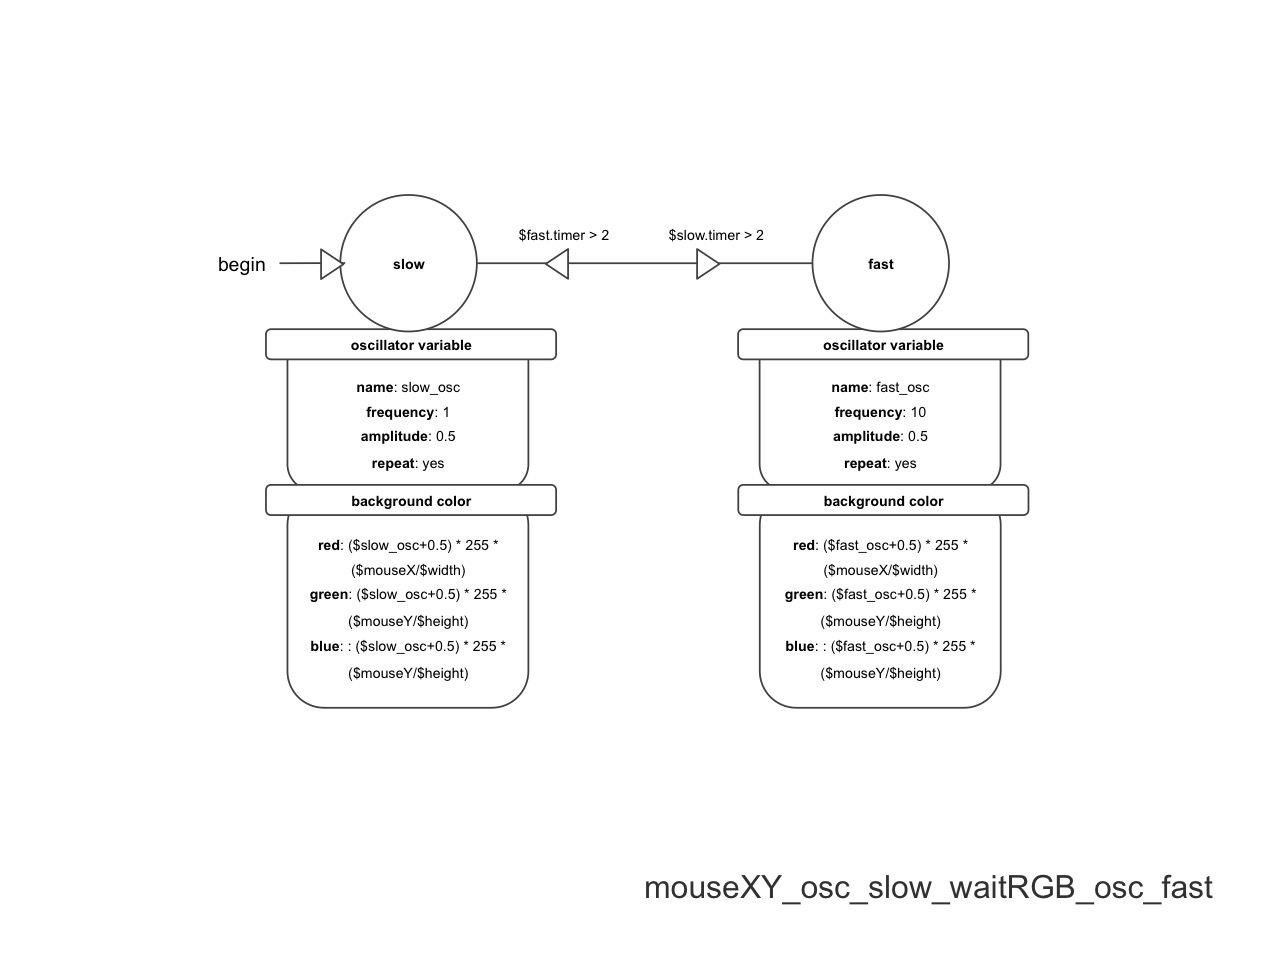 $fast.timer > 2
$slow.timer > 2
begin
slow
fast
oscillator variable
name: slow_osc
frequency: 1
amplitude: 0.5
repeat: yes
background color
red: ($slow_osc+0.5) * 255 *
($mouseX/$width)
green: ($slow_osc+0.5) * 255 *
($mouseY/$height)
blue: : ($slow_osc+0.5) * 255 *
($mouseY/$height)
oscillator variable
name: fast_osc
frequency: 10
amplitude: 0.5
repeat: yes
background color
red: ($fast_osc+0.5) * 255 *
($mouseX/$width)
green: ($fast_osc+0.5) * 255 *
($mouseY/$height)
blue: : ($fast_osc+0.5) * 255 *
($mouseY/$height)
mouseXY_osc_slow_waitRGB_osc_fast